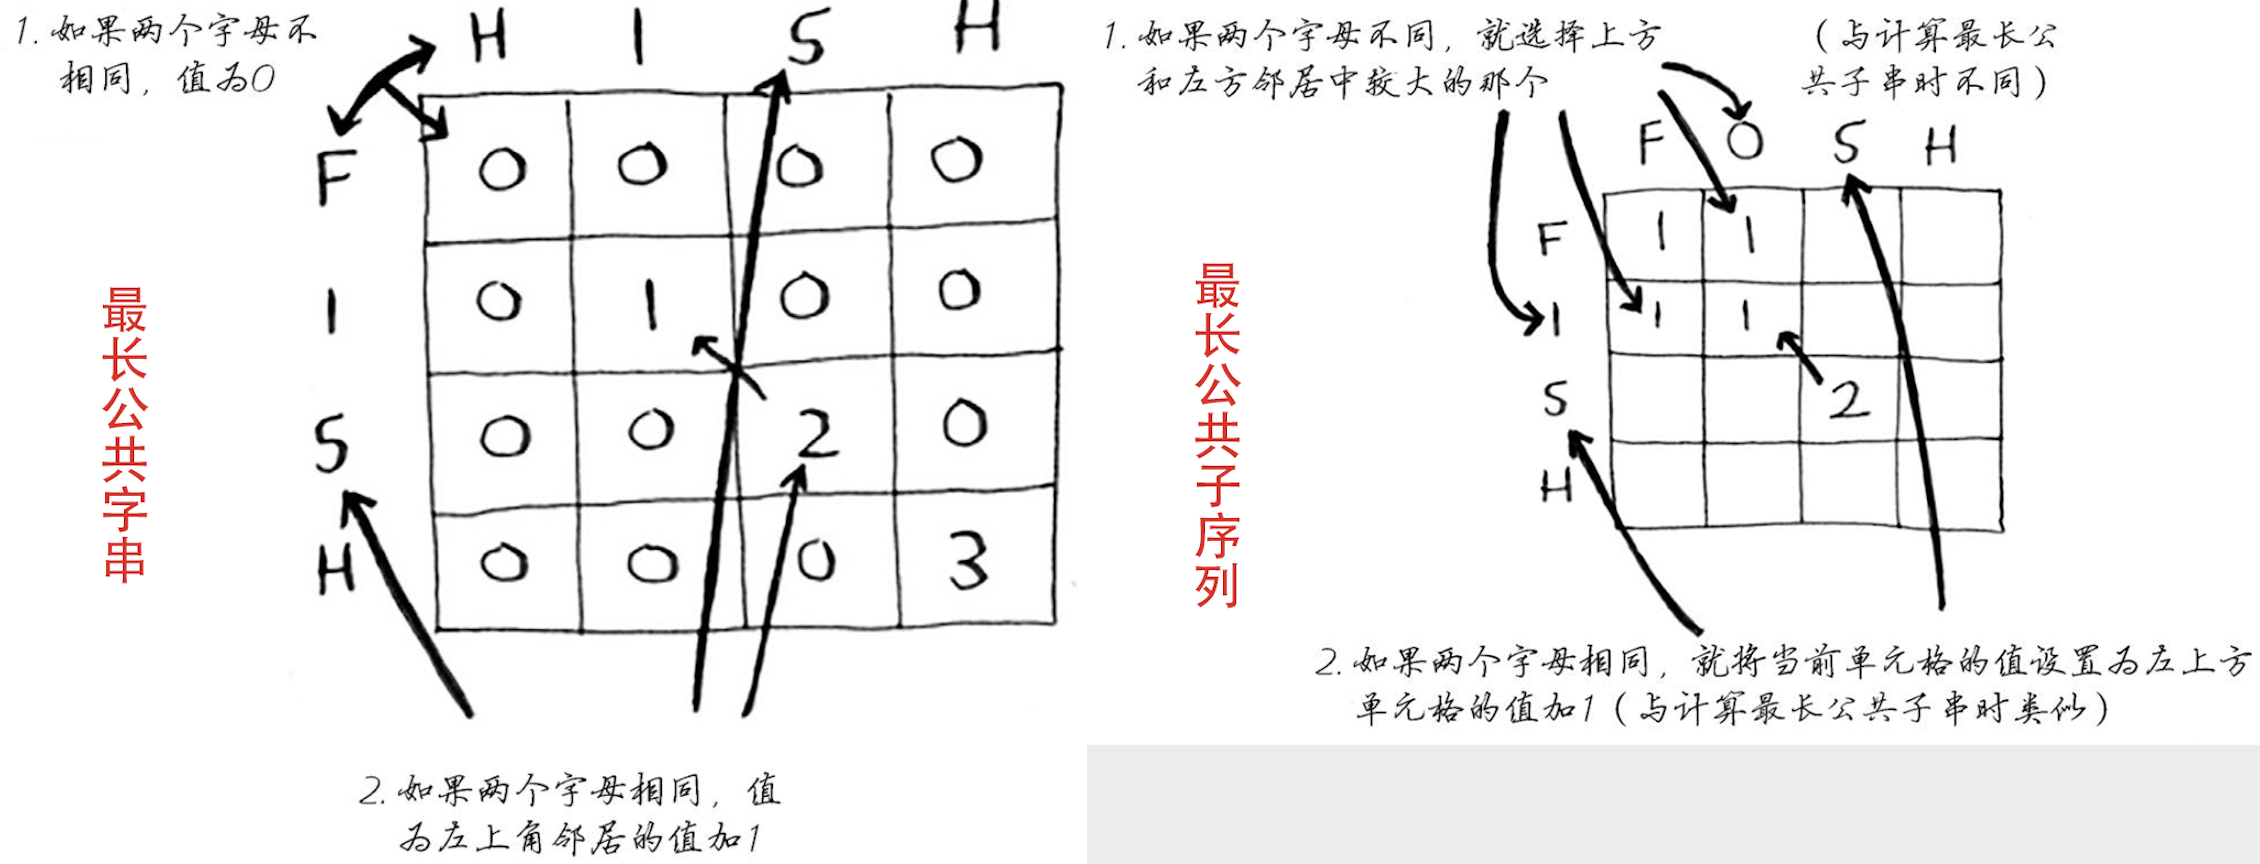 1. 如果两个字母不
相同，值为0
H I S H
F 0 0 0 0
I 0 1 0 0
S 0 0 2 0
H 0 0 0 3
最长公共字串
2. 如果两个字母相同，值
为左上角邻居的值加1
1. 如果两个字母不同，就选择上方
和左方邻居中较大的那个
（与计算最长公
共子串时不同）
F O S H
F 1 1
I 1 1
S 2
H
最长公共子序列
2. 如果两个字母相同，就将当前单元格的值设置为左上方
单元格的值加1（与计算最长公共子串时类似）